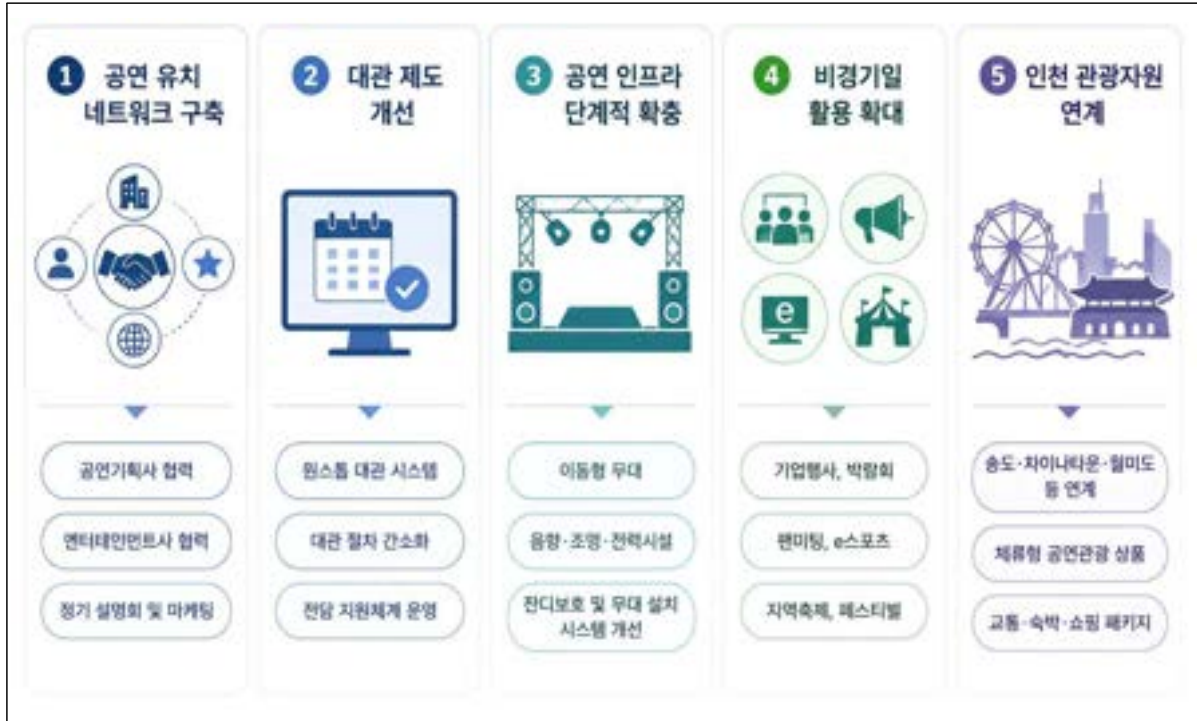 1 공연 유치
네트워크 구축
공연기획사 협력
엔터테인먼트사 협력
정기 설명회 및 마케팅
2 대관 제도
개선
원스톱 대관 시스템
대관 절차 간소화
전담 지원체계 운영
3 공연 인프라
단계적 확충
이동형 무대
음향·조명·전력시설
잔디보호 및 무대 설치
시스템 개선
4 비경기일
활용 확대
e
기업행사, 박람회
팬미팅, e스포츠
지역축제, 페스티벌
5 인천 관광자원
연계
송도·차이나타운·월미도
등 연계
체류형 공연관광 상품
교통·숙박·쇼핑 패키지